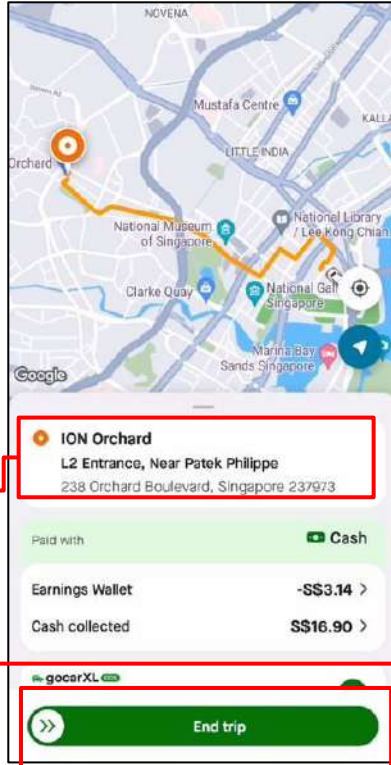 NOVENA
Mustafa Centre
KALLA
LITTLE INDIA
Orchard
National Museum
of Singapore
National Library
/ Lee Kong Chian
Clarke Quay
National Gall
Singapore
Marina Bay
Sands Singapore
Google
ION Orchard
L2 Entrance, Near Patek Philippe
238 Orchard Boulevard, Singapore 237973
Paid with
Cash
Earnings Wallet
-S$3.14 >
Cash collected
S$16.90 >
gocarXL
End trip